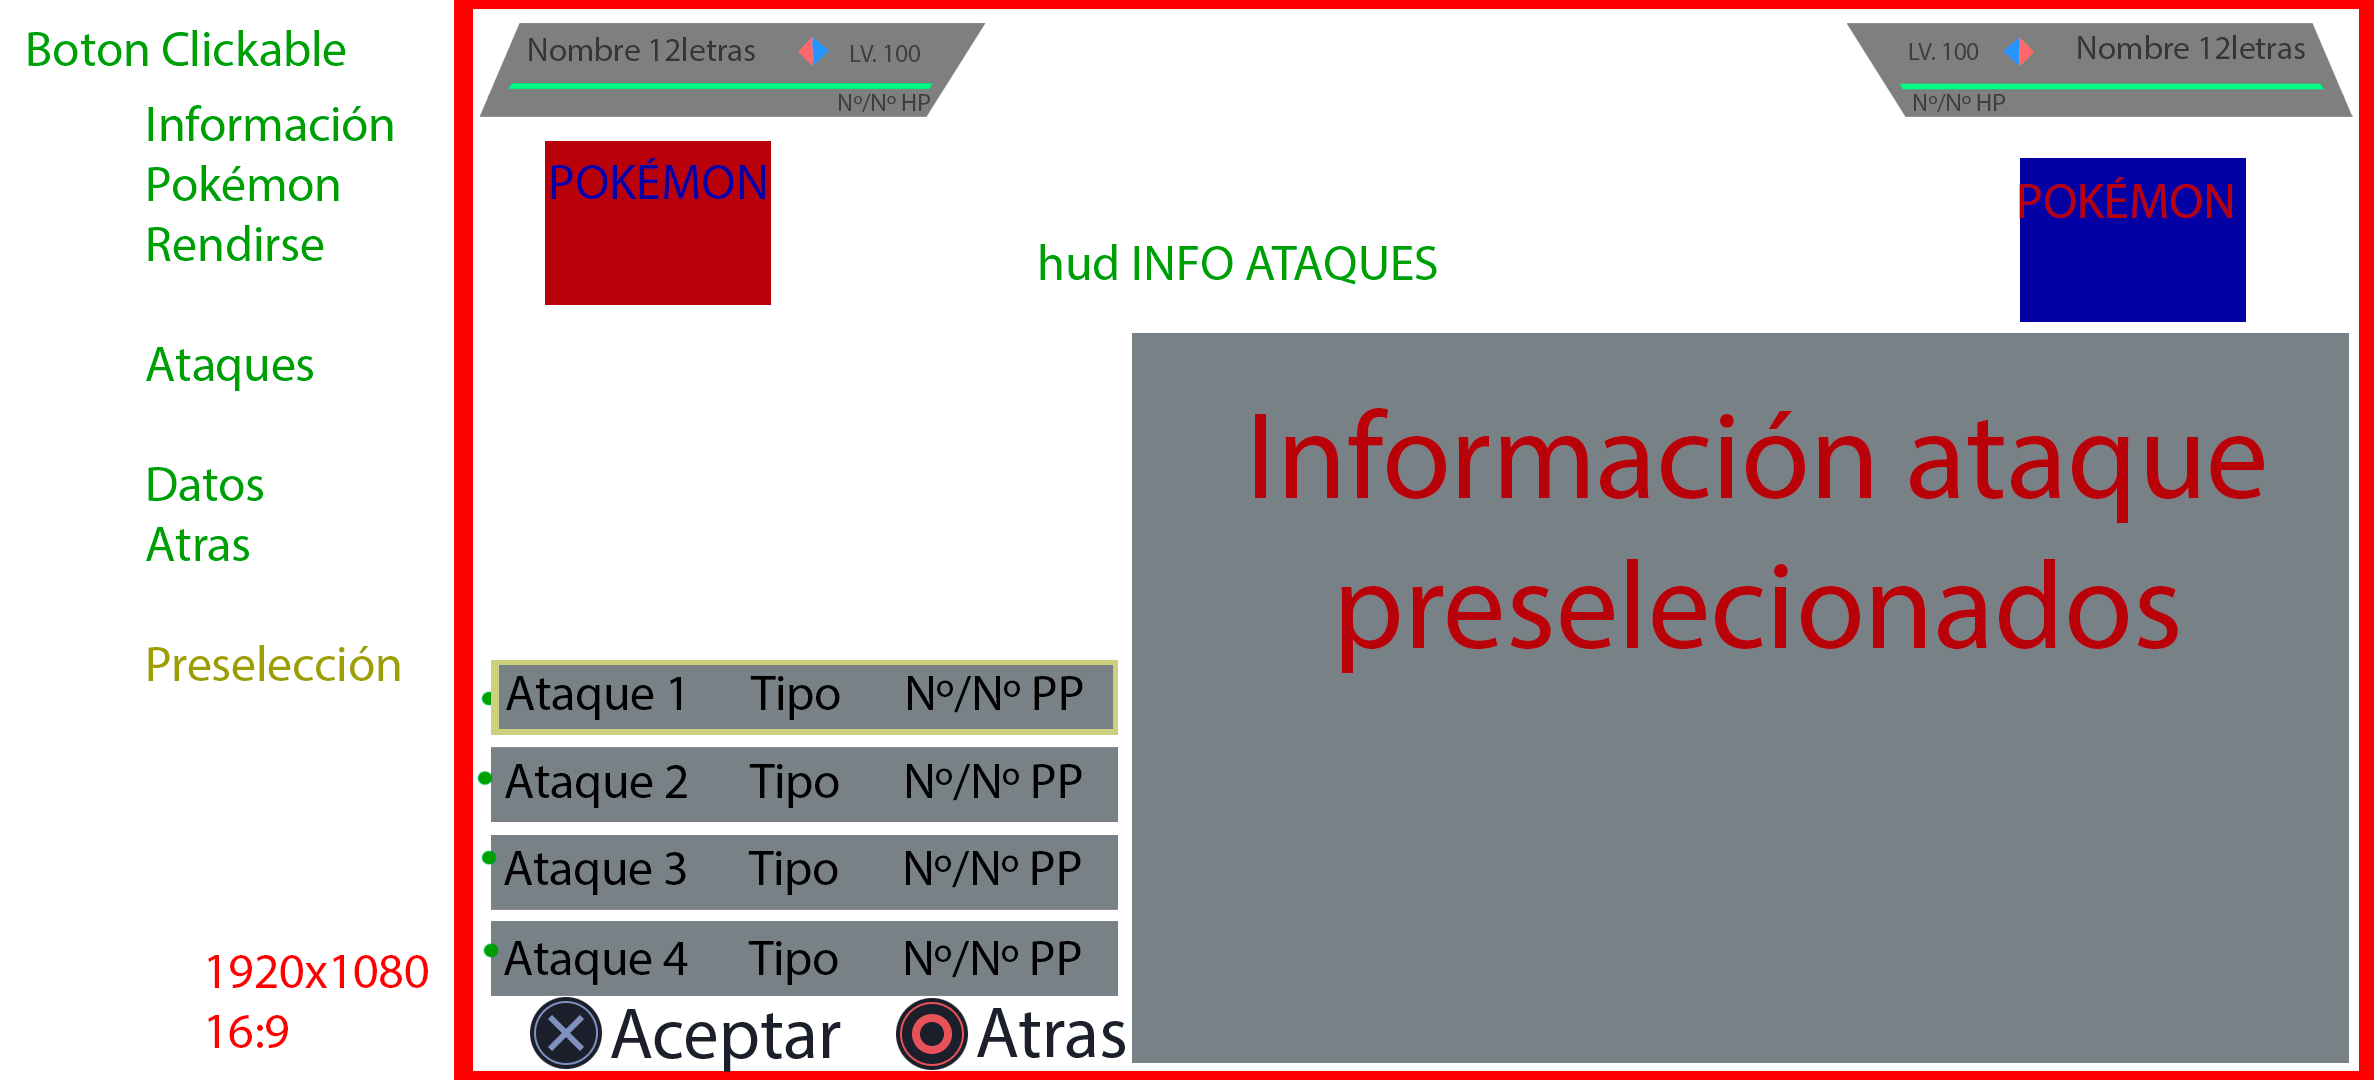 Boton Clickable
Información
Pokémon
Rendirse
Ataques
Datos
Atras
Preselección
1920x1080
16:9
Nombre 12letras LV. 100
Nº/Nº HP
LV. 100 Nombre 12letras
Nº/Nº HP
POKÉMON
POKÉMON
hud INFO ATAQUES
Información ataque
preselecionados
Ataque 1 Tipo Nº/Nº PP
Ataque 2 Tipo Nº/Nº PP
Ataque 3 Tipo Nº/Nº PP
Ataque 4 Tipo Nº/Nº PP
Aceptar Atras